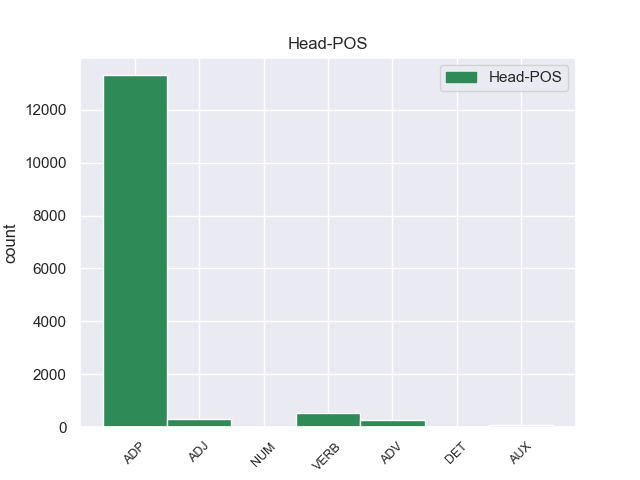 Head-POS
Head-POS
12000
10000
8000
6000
4000
2000
0
count
ADP
ADJ
NUM
VERB
ADV
DET
AUX